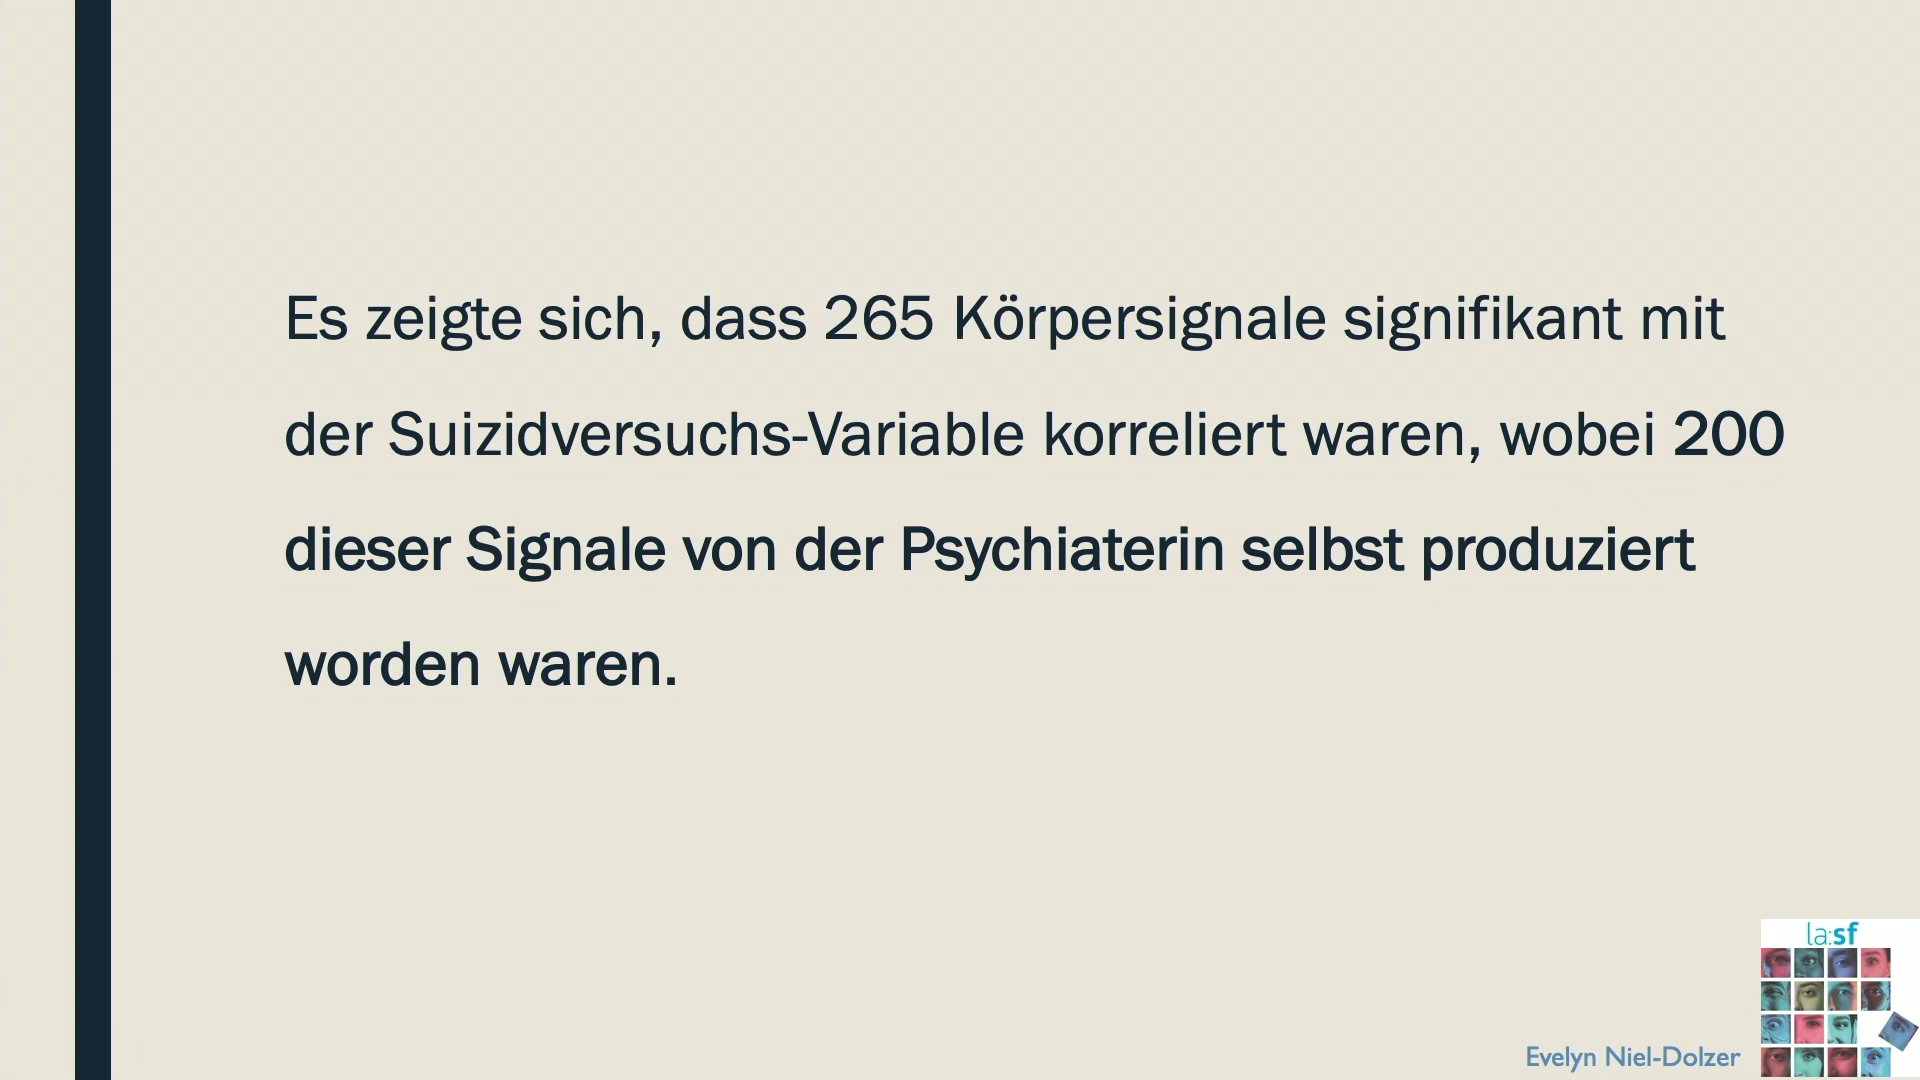 Es zeigte sich, dass 265 Körpersignale signifikant mit
der Suizidversuchs-Variable korreliert waren, wobei 200
dieser Signale von der Psychiaterin selbst produziert
worden waren.
la:sf
Evelyn Niel-Dolzer